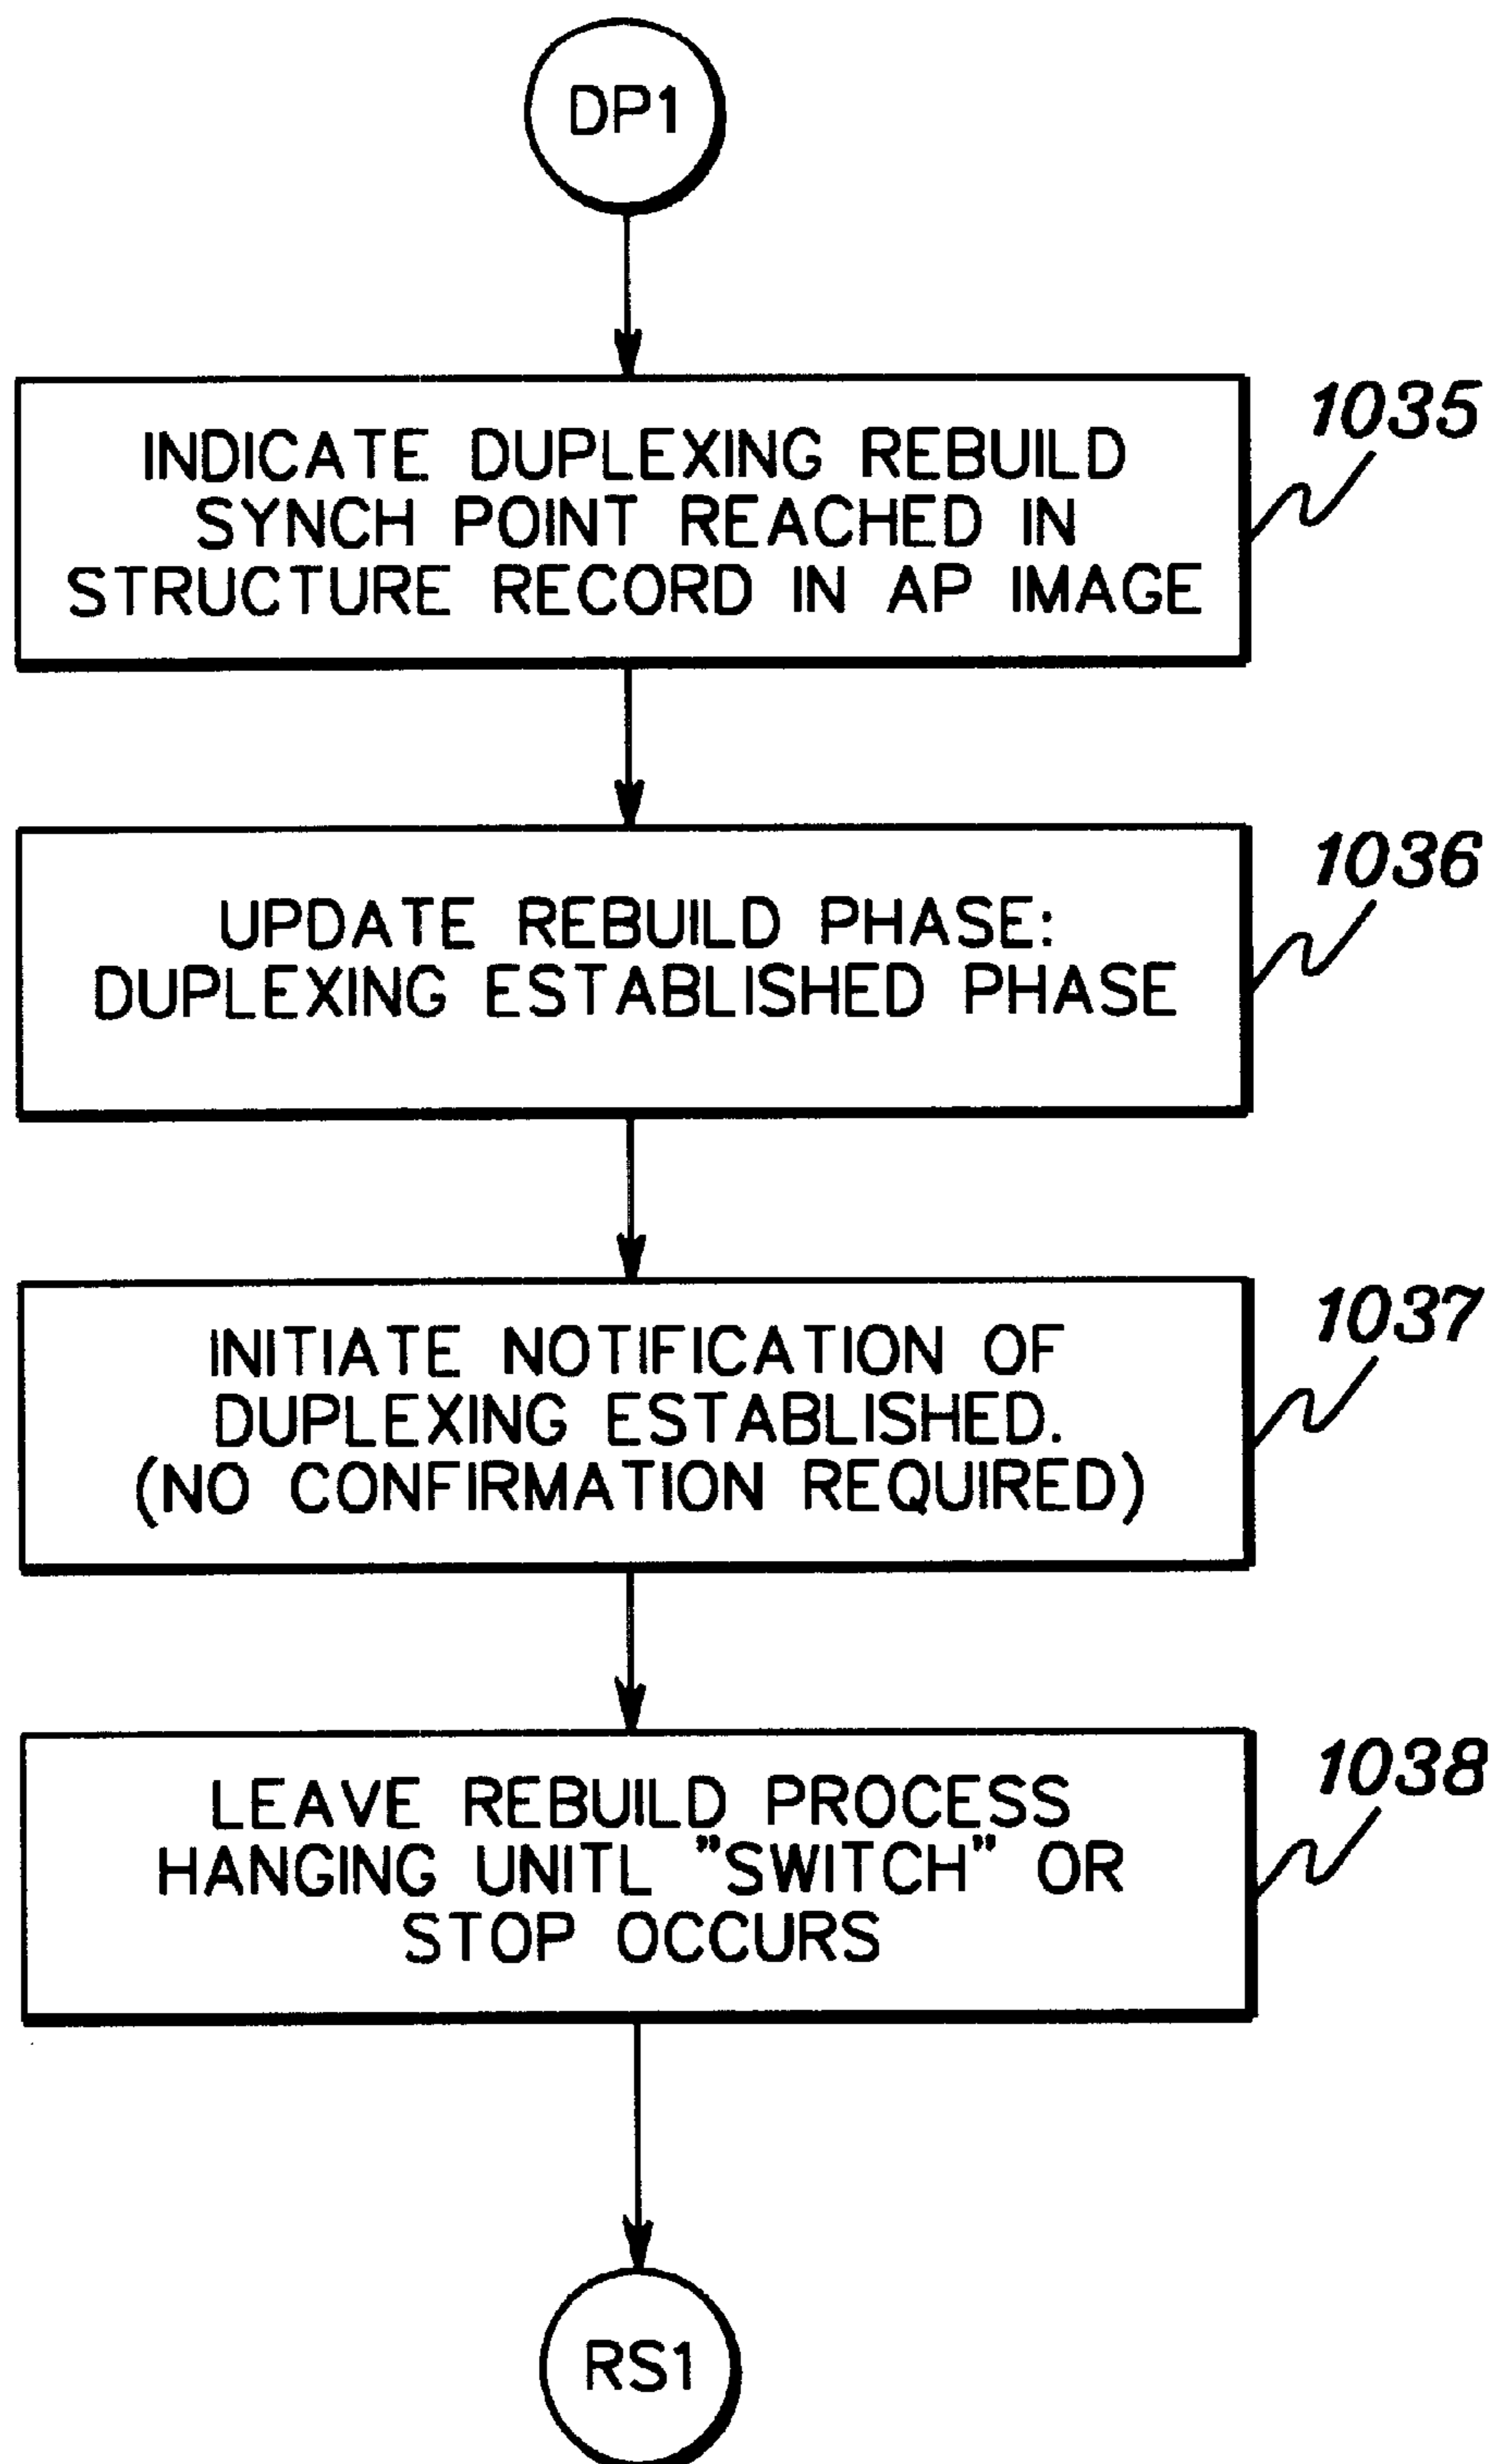 DP1
INDICATE DUPLEXING REBUILD
SYNCH POINT REACHED IN
STRUCTURE RECORD IN AP IMAGE
1035
UPDATE REBUILD PHASE:
DUPLEXING ESTABLISHED PHASE
1036
INITIATE NOTIFICATION OF
DUPLEXING ESTABLISHED.
(NO CONFIRMATION REQUIRED)
1037
LEAVE REBUILD PROCESS
HANGING UNITL "SWITCH" OR
STOP OCCURS
1038
RS1